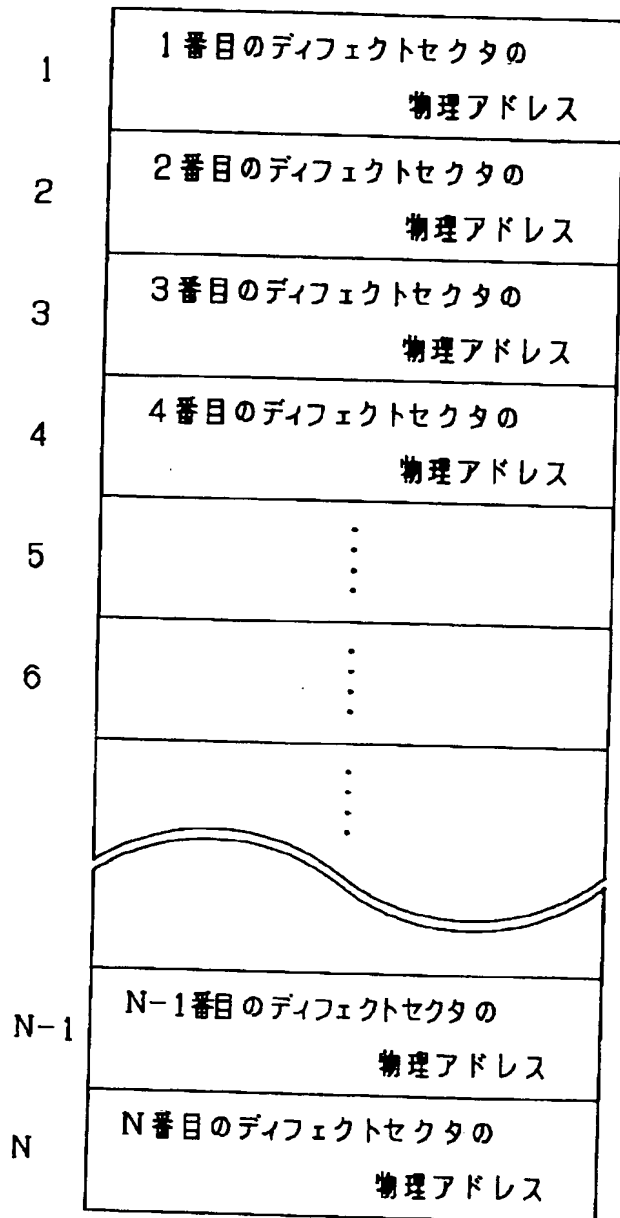 1
1番目のディフェクトセクタの
物理アドレス
2
2番目のディフェクトセクタの
物理アドレス
3
3番目のディフェクトセクタの
物理アドレス
4
4番目のディフェクトセクタの
物理アドレス
5
6
N-1
N-1番目のディフェクトセクタの
物理アドレス
N
N番目のディフェクトセクタの
物理アドレス